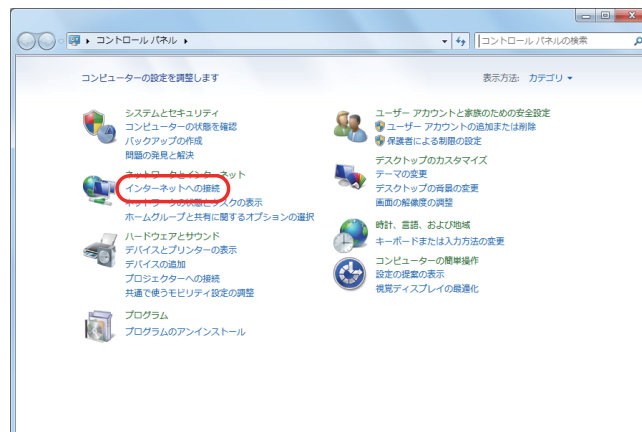 コントロール パネル
コントロール パネルの検索
コンピューターの設定を調整します
表示方法: カテゴリ
システムとセキュリティ
コンピューターの状態を確認
バックアップの作成
問題の発見と解決
ネットワークとインターネット
インターネットへの接続
ネットワークの状態とタスクの表示
ホームグループと共有に関するオプションの選択
ハードウェアとサウンド
デバイスとプリンターの表示
デバイスの追加
プロジェクターへの接続
共通で使うモビリティ設定の調整
プログラム
プログラムのアンインストール
ユーザー アカウントと家族のための安全設定
ユーザー アカウントの追加または削除
保護者による制限の設定
デスクトップのカスタマイズ
テーマの変更
デスクトップの背景の変更
画面の解像度の調整
時計、言語、および地域
キーボードまたは入力方法の変更
コンピューターの簡単操作
設定の提案の表示
視覚ディスプレイの最適化